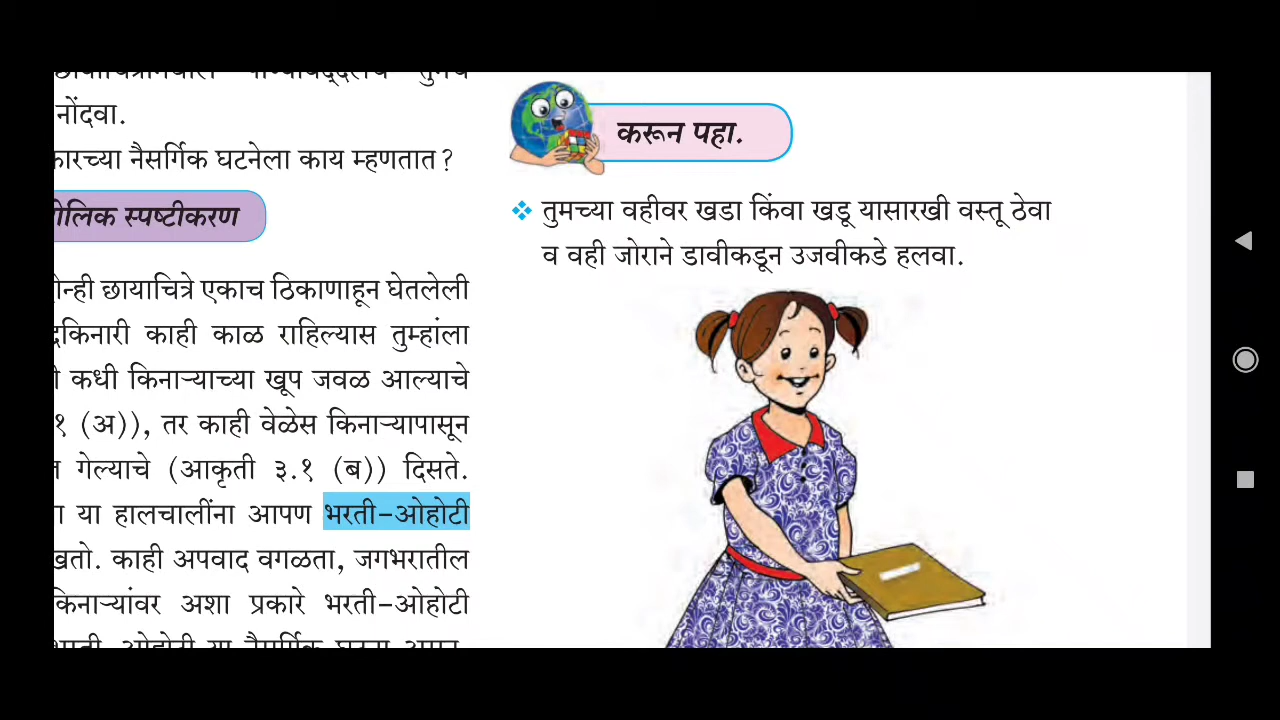 नोंदवा.
कारच्या नैसर्गिक घटनेला काय म्हणतात?
स्पष्टीकरण
छायाचित्रे एकाच ठिकाणाहून घेतलेली
काही काळ राहिल्यास तुम्हांला
कधी किनाऱ्याच्या खूप जवळ आल्याचे
१ (अ)), तर काही वेळेस किनाऱ्यापासून
गेल्याचे (आकृती ३.१ (ब)) दिसते.
या हालचालींना आपण भरती-ओहोटी
काही अपवाद वगळता, जगभरातील
किनाऱ्यांवर अशा प्रकारे भरती-ओहोटी
करून पहा.
❖ तुमच्या वहीवर खडा किंवा खडू यासारखी वस्तू ठेवा
व वही जोराने डावीकडून उजवीकडे हलवा.